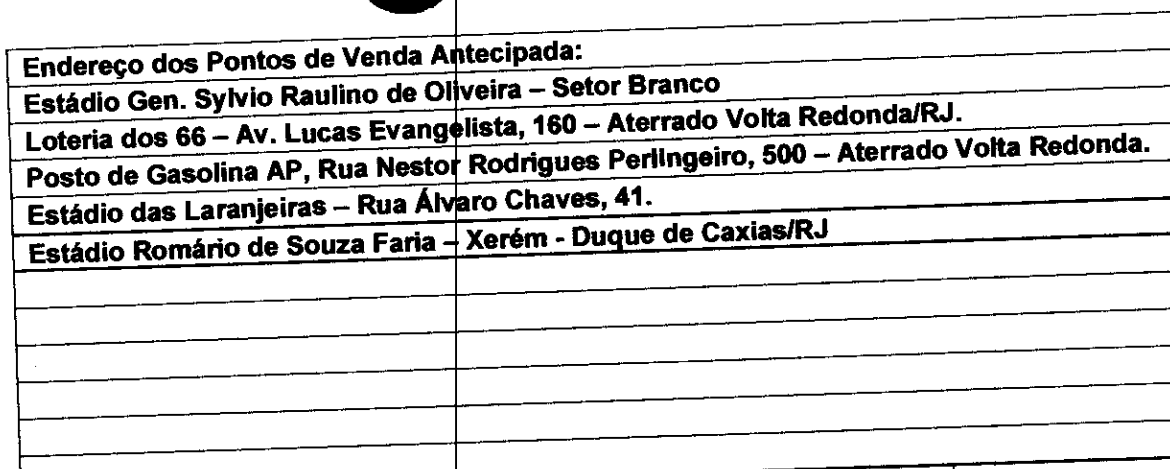 Endereço dos Pontos de Venda Antecipada:
Estádio Gen. Sylvio Raulino de Oliveira – Setor Branco
Loteria dos 66 – Av. Lucas Evangelista, 160 – Aterrado Volta Redonda/RJ.
Posto de Gasolina AP, Rua Nestor Rodrigues Perlingeiro, 500 – Aterrado Volta Redonda.
Estádio das Laranjeiras – Rua Álvaro Chaves, 41.
Estádio Romário de Souza Faria – Xerém - Duque de Caxias/RJ